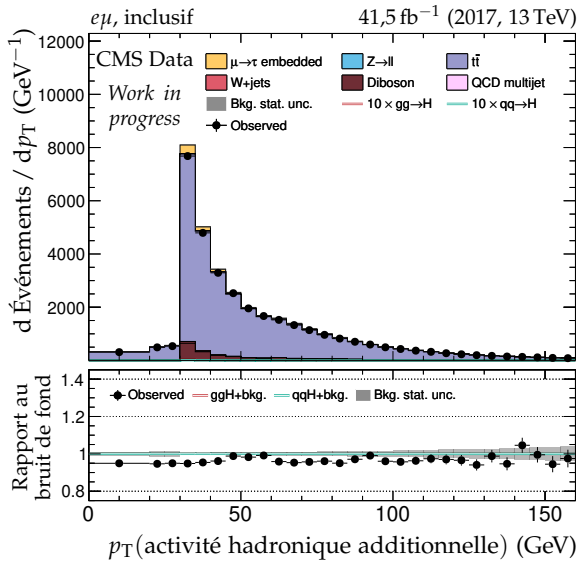 eμ, inclusif 41,5 fb⁻¹ (2017, 13 TeV)
d Événements / dp_T (GeV⁻¹)
12000
10000
8000
6000
4000
2000
CMS Data
Work in
progress
μ→τ embedded Z→ll tt̄
W+jets Diboson QCD multijet
Bkg. stat. unc. 10 × gg→H 10 × qq→H
Observed
Rapport au
bruit de fond
1.4
1.2
1
0.8
Observed ggH+bkg. qqH+bkg. Bkg. stat. unc.
0 50 100 150
p_T(activité hadronique additionnelle) (GeV)